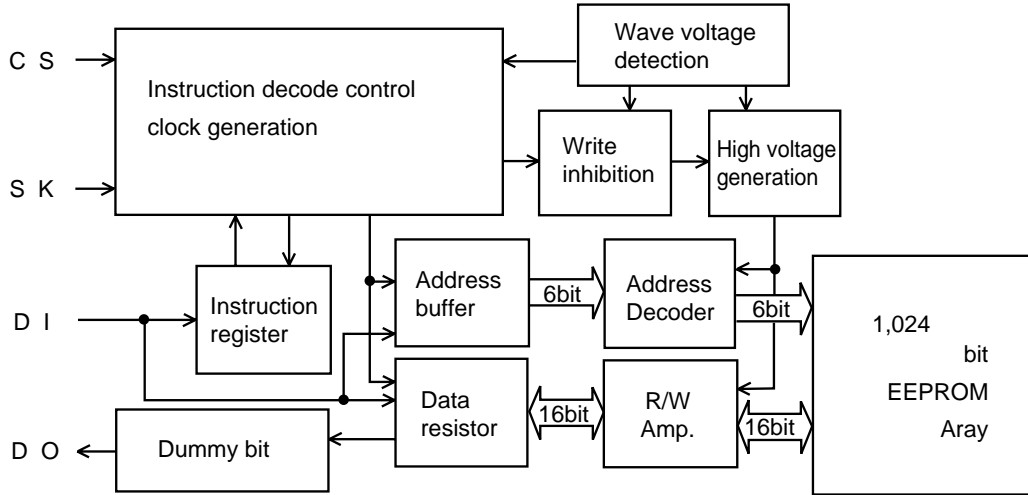 C S
S K
D I
D O
Instruction decode control
clock generation
Wave voltage
detection
Write
inhibition
High voltage
generation
Instruction
register
Address
buffer
6bit
Address
Decoder
6bit
1,024
bit
EEPROM
Aray
Data
resistor
16bit
R/W
Amp.
16bit
Dummy bit